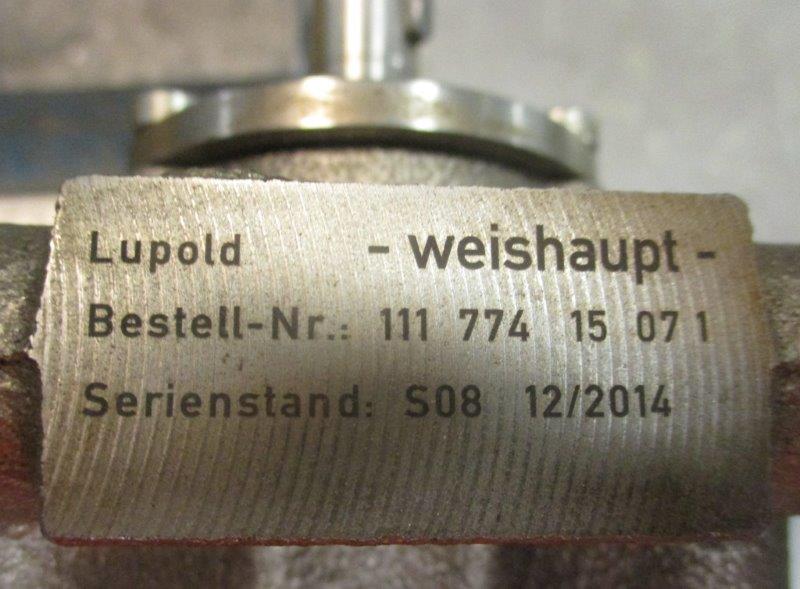 Lupold - weishaupt -
Bestell-Nr.: 111 774 15 07 1
Serienstand: S08 12/2014